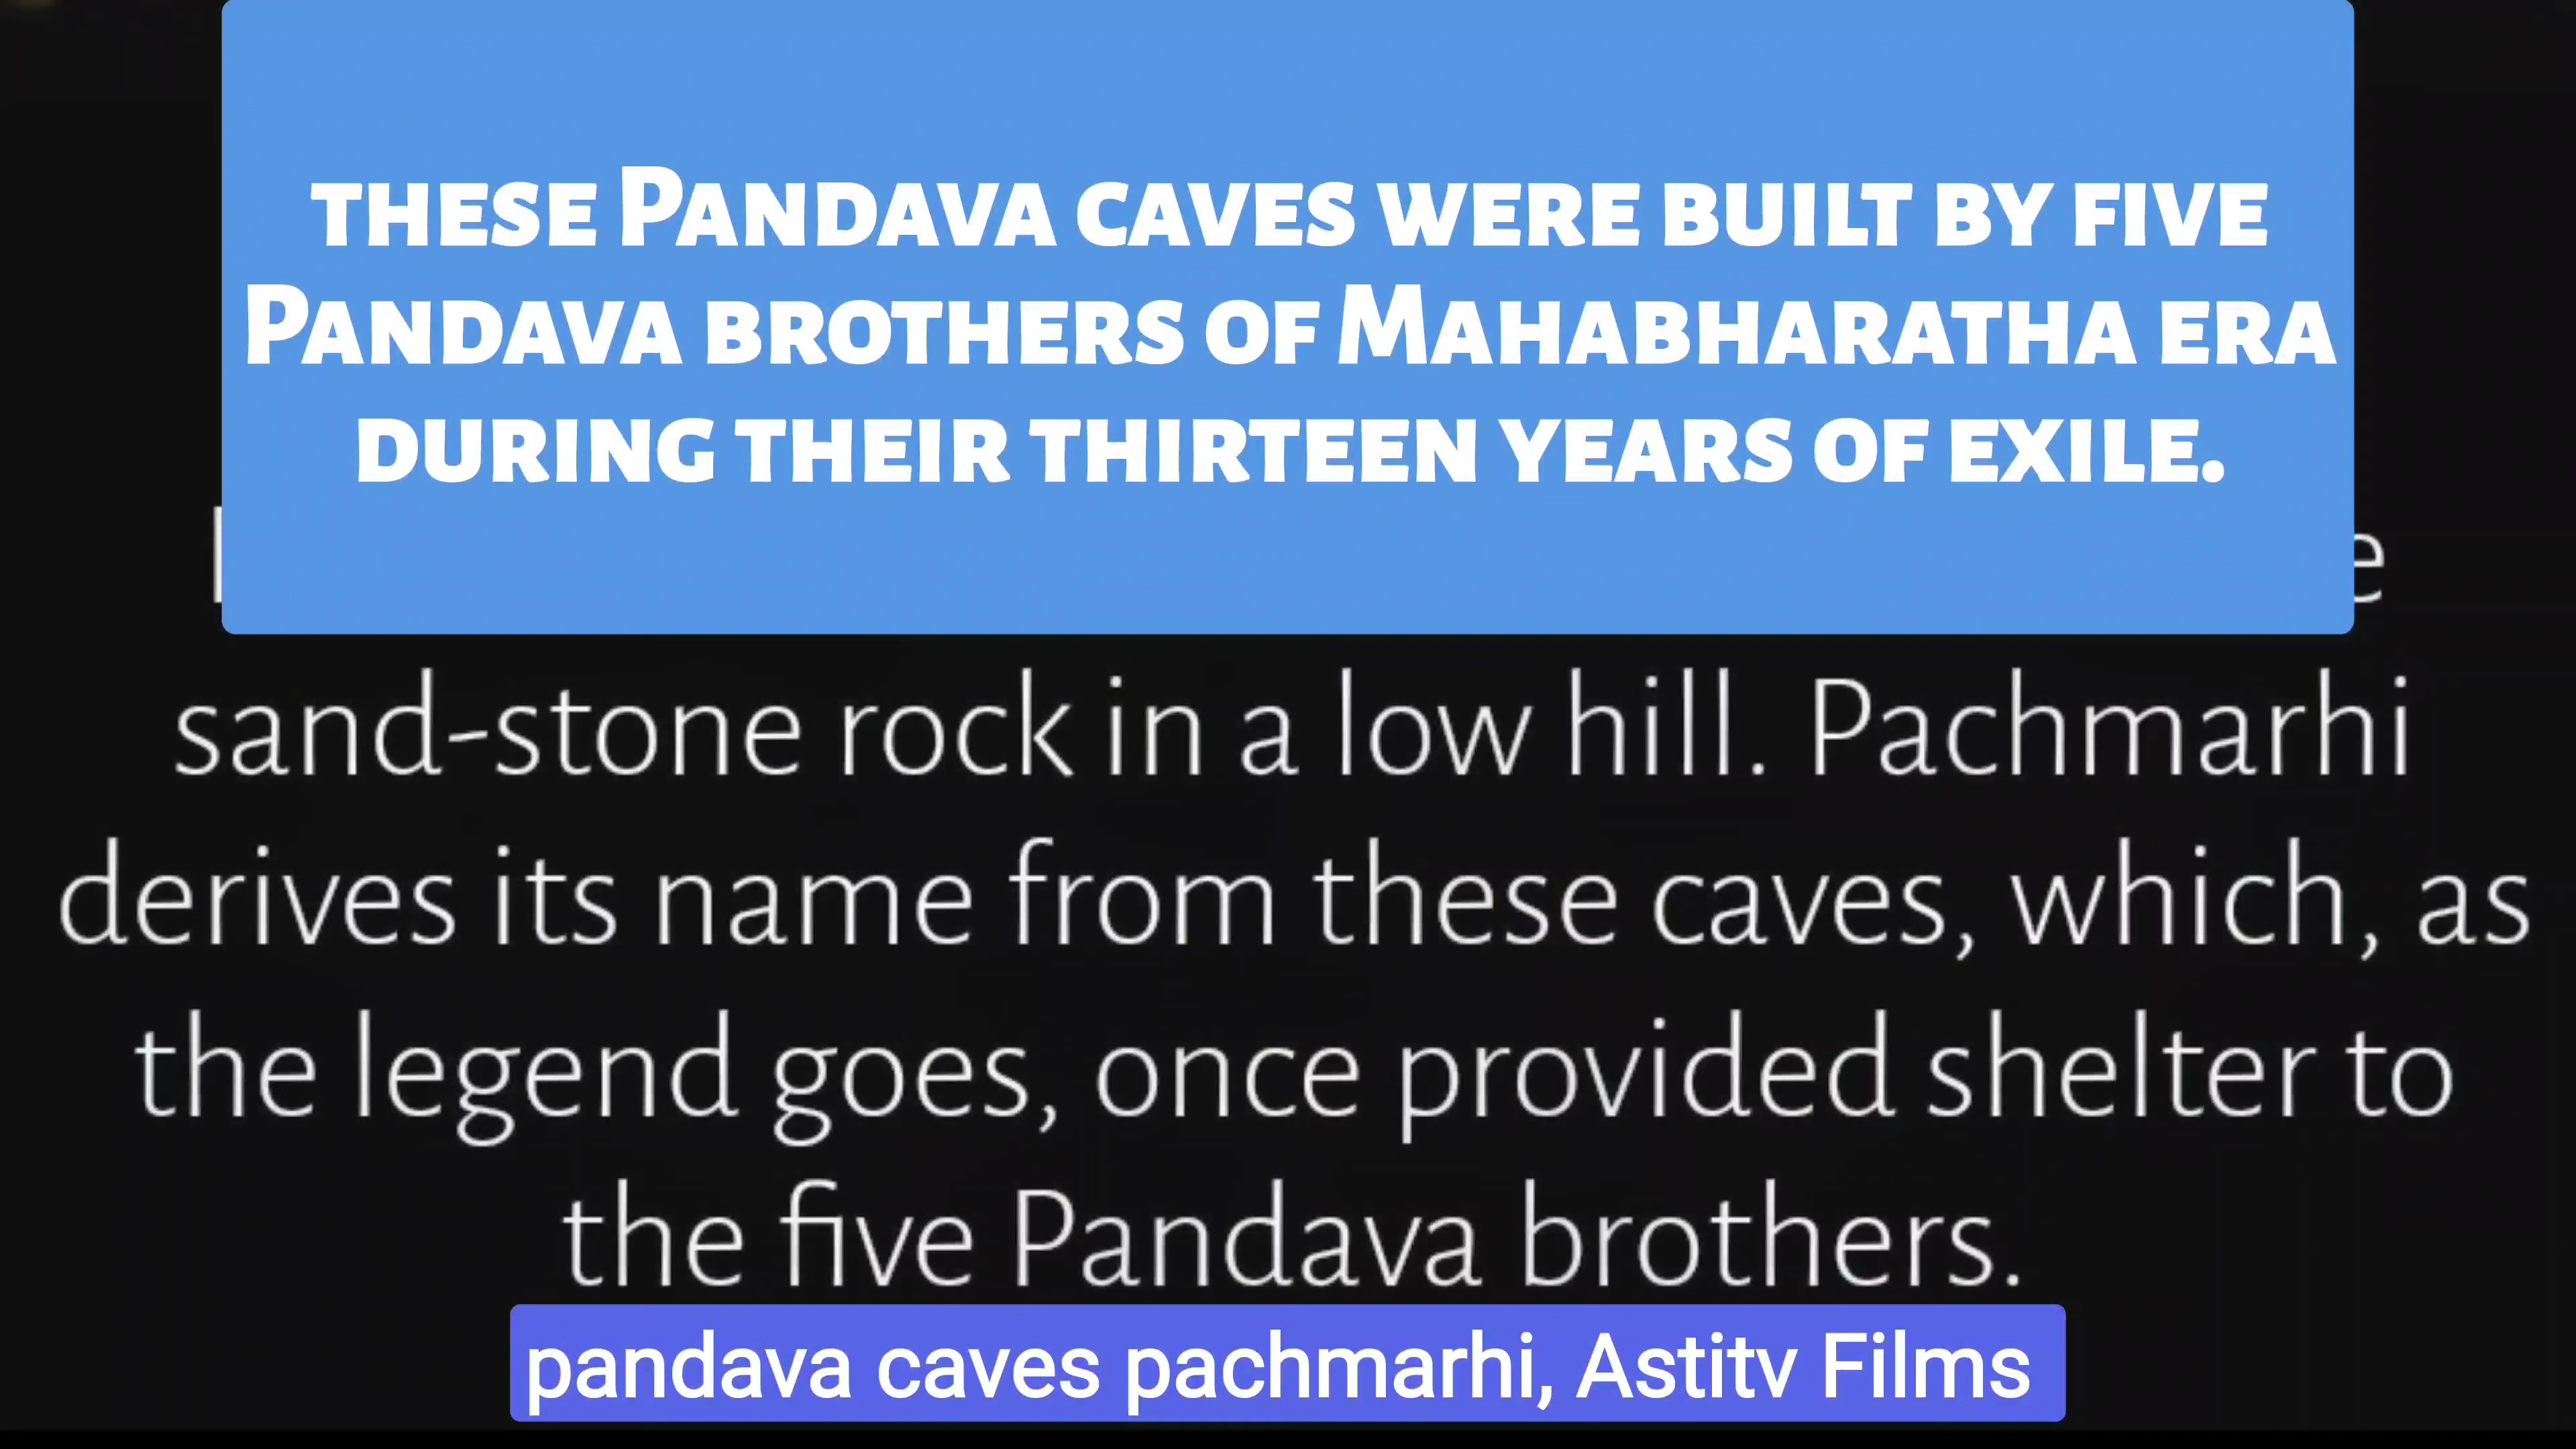 THESE PANDAVA CAVES WERE BUILT BY FIVE
PANDAVA BROTHERS OF MAHABHARATHA ERA
DURING THEIR THIRTEEN YEARS OF EXILE.
sand-stone rock in a low hill. Pachmarhi
derives its name from these caves, which, as
the legend goes, once provided shelter to
the five Pandava brothers.
pandava caves pachmarhi, Astitv Films